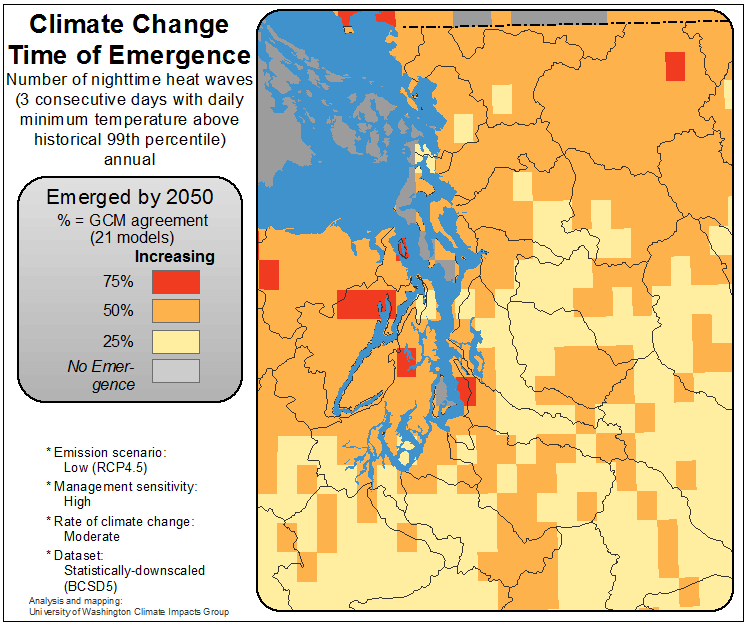 Climate Change
Time of Emergence
Number of nighttime heat waves
(3 consecutive days with daily
minimum temperature above
historical 99th percentile)
annual
Emerged by 2050
% = GCM agreement
(21 models)
Increasing
75%
50%
25%
No Emer-
gence
* Emission scenario:
Low (RCP4.5)
* Management sensitivity:
High
* Rate of climate change:
Moderate
* Dataset:
Statistically-downscaled
(BCSD5)
Analysis and mapping:
University of Washington Climate Impacts Group